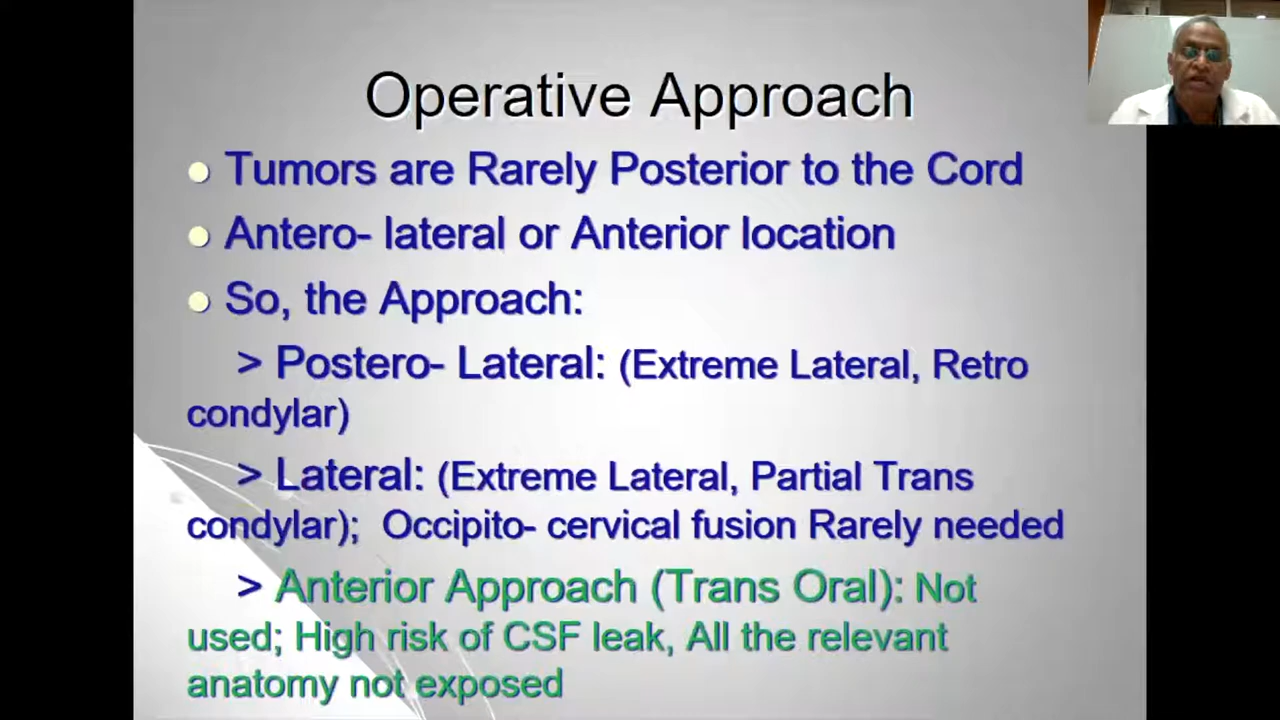 Operative Approach
Tumors are Rarely Posterior to the Cord
Antero- lateral or Anterior location
So, the Approach:
> Postero- Lateral: (Extreme Lateral, Retro
condylar)
> Lateral: (Extreme Lateral, Partial Trans
condylar); Occipito- cervical fusion Rarely needed
> Anterior Approach (Trans Oral): Not
used; High risk of CSF leak, All the relevant
anatomy not exposed